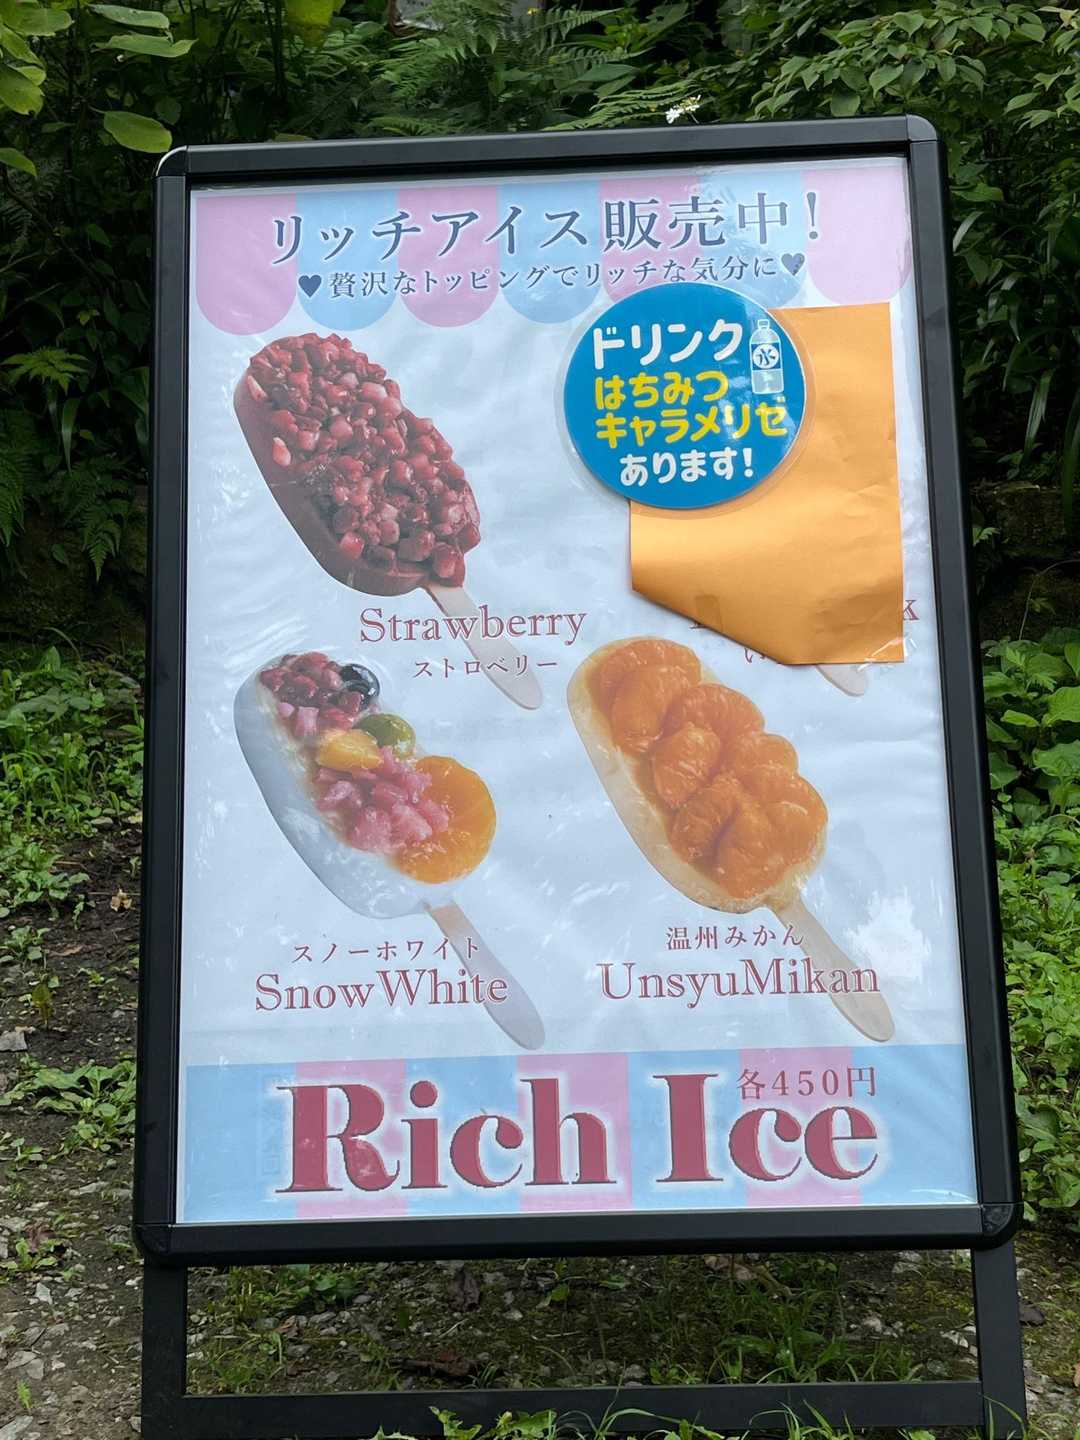 リッチアイス販売中!
♥贅沢なトッピングでリッチな気分に♥
ドリンク
水
はちみつ
キャラメリゼ
あります!
Strawberry
ストロベリー
スノーホワイト
SnowWhite
温州みかん
UnsyuMikan
各450円
Rich Ice